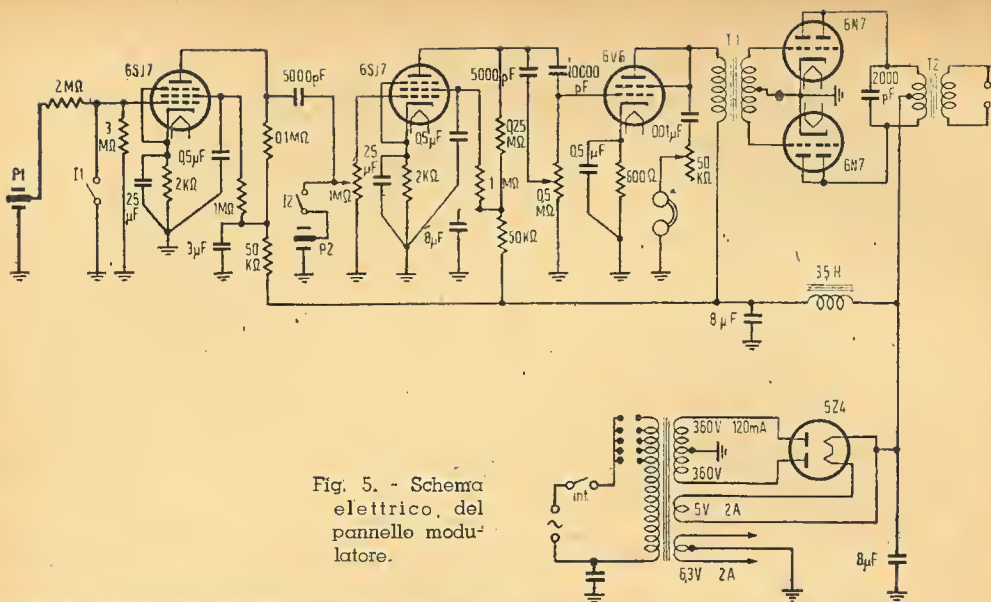 6SJ7
2MΩ
3
MΩ
P1
I1
0,5μF
25
μF
2KΩ
1MΩ
3μF
50
KΩ
5000pF
0,1MΩ
I2
P2
1MΩ
6SJ7
25
μF
0,5μF
2KΩ
8μF
0,25
MΩ
1 MΩ
50KΩ
5000pF
10000
pF
0,5
MΩ
6V6
0,5
μF
600Ω
0,01μF
50
KΩ
T1
6N7
6N7
2000
pF
T2
8μF
35H
5Z4
360V 120mA
360V
5V 2A
6,3V 2A
int.
8μF
Fig. 5. - Schema
elettrico, del
pannello modu-
latore.